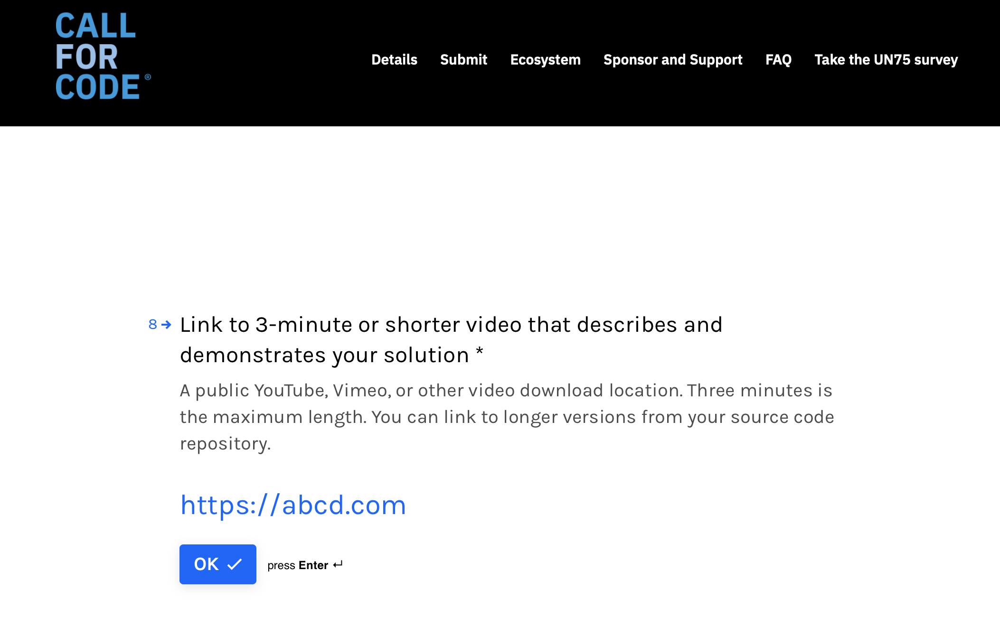 CALL
FOR
CODE ®
Details Submit Ecosystem Sponsor and Support FAQ Take the UN75 survey
8 → Link to 3-minute or shorter video that describes and
demonstrates your solution *
A public YouTube, Vimeo, or other video download location. Three minutes is
the maximum length. You can link to longer versions from your source code
repository.
https://abcd.com
OK ✓ press Enter ↵